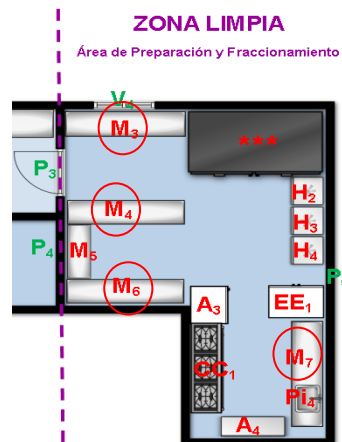 ZONA LIMPIA
Área de Preparación y Fraccionamiento
V4
M3
***
P3
H2
M4
H3
P4
M5
H4
M6
A3
EE1
CC1
M7
Pi4
A4